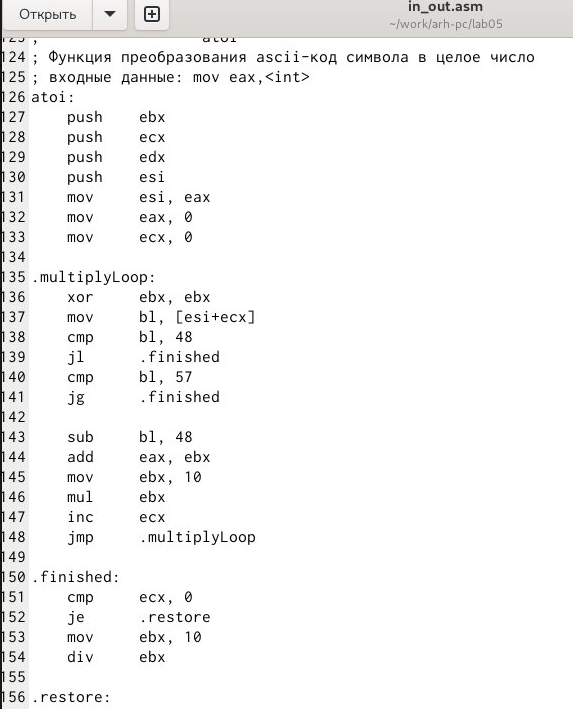 Открыть
in_out.asm
~/work/arh-pc/lab05
123 ; atoi
124 ; Функция преобразования ascii-код символа в целое число
125 ; входные данные: mov eax,<int>
126 atoi:
127 push ebx
128 push ecx
129 push edx
130 push esi
131 mov esi, eax
132 mov eax, 0
133 mov ecx, 0
134
135 .multiplyLoop:
136 xor ebx, ebx
137 mov bl, [esi+ecx]
138 cmp bl, 48
139 jl .finished
140 cmp bl, 57
141 jg .finished
142
143 sub bl, 48
144 add eax, ebx
145 mov ebx, 10
146 mul ebx
147 inc ecx
148 jmp .multiplyLoop
149
150 .finished:
151 cmp ecx, 0
152 je .restore
153 mov ebx, 10
154 div ebx
155
156 .restore: